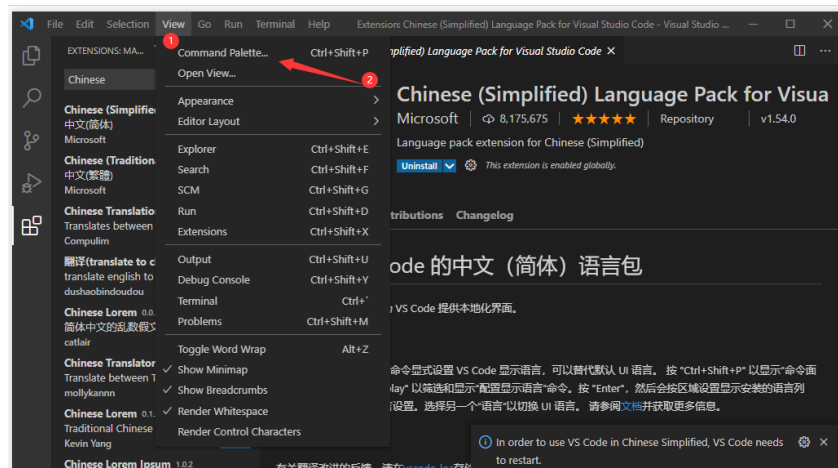 File Edit Selection View Go Run Terminal Help Extension: Chinese (Simplified) Language Pack for Visual Studio Code - Visual Studio ...
EXTENSIONS: MA...
Chinese
Chinese (Simplifie
中文(简体)
Microsoft
Chinese (Tradition
中文(繁體)
Microsoft
Chinese Translatio
Translates between
Compulim
翻译(translate to c
translate english to
dushaobindoudou
Chinese Lorem 0.0.
简体中文的乱数假文
catlair
Chinese Translator
Translate between T
mollykannn
Chinese Lorem 0.1.
Traditional Chinese
Kevin Yang
Chinese Lorem Ipsum 1.0.2
1
Command Palette... Ctrl+Shift+P
2
Open View...
Appearance
Editor Layout
Explorer Ctrl+Shift+E
Search Ctrl+Shift+F
SCM Ctrl+Shift+G
Run Ctrl+Shift+D
Extensions Ctrl+Shift+X
Output Ctrl+Shift+U
Debug Console Ctrl+Shift+Y
Terminal Ctrl+`
Problems Ctrl+Shift+M
Toggle Word Wrap Alt+Z
Show Minimap
Show Breadcrumbs
Render Whitespace
Render Control Characters
plified) Language Pack for Visual Studio Code
Chinese (Simplified) Language Pack for Visua
Microsoft 8,175,675 Repository v1.54.0
Language pack extension for Chinese (Simplified)
Uninstall This extension is enabled globally.
tributions Changelog
ode 的中文（简体）语言包
VS Code 提供本地化界面。
命令显式设置 VS Code 显示语言，可以替代默认 UI 语言。 按 "Ctrl+Shift+P" 以显示"命令面
play" 以筛选和显示"配置显示语言"命令。按 "Enter"，然后会按区域设置显示安装的语言列
设置。选择另一个"语言"以切换 UI 语言。 请参阅文档并获取更多信息。
In order to use VS Code in Chinese Simplified, VS Code needs
to restart.